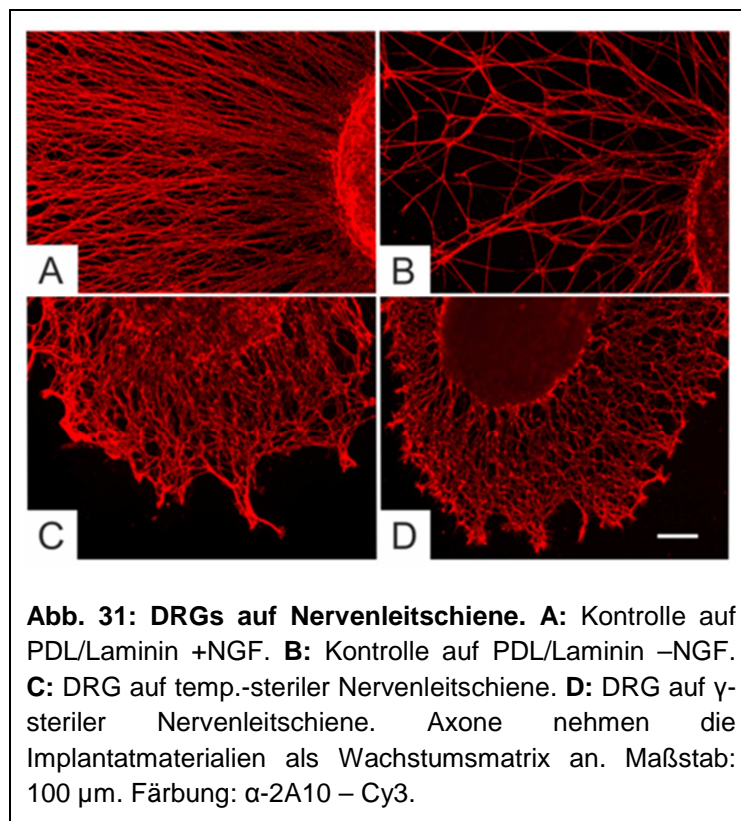 A
B
C
D
Abb. 31: DRGs auf Nervenleitschiene. A: Kontrolle auf
PDL/Laminin +NGF. B: Kontrolle auf PDL/Laminin –NGF.
C: DRG auf temp.-steriler Nervenleitschiene. D: DRG auf γ-
steriler Nervenleitschiene. Axone nehmen die
Implantatmaterialien als Wachstumsmatrix an. Maßstab:
100 µm. Färbung: α-2A10 – Cy3.